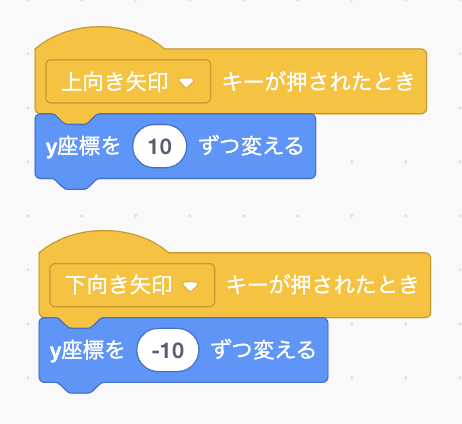 上向き矢印 キーが押されたとき
y座標を 10 ずつ変える
下向き矢印 キーが押されたとき
y座標を -10 ずつ変える